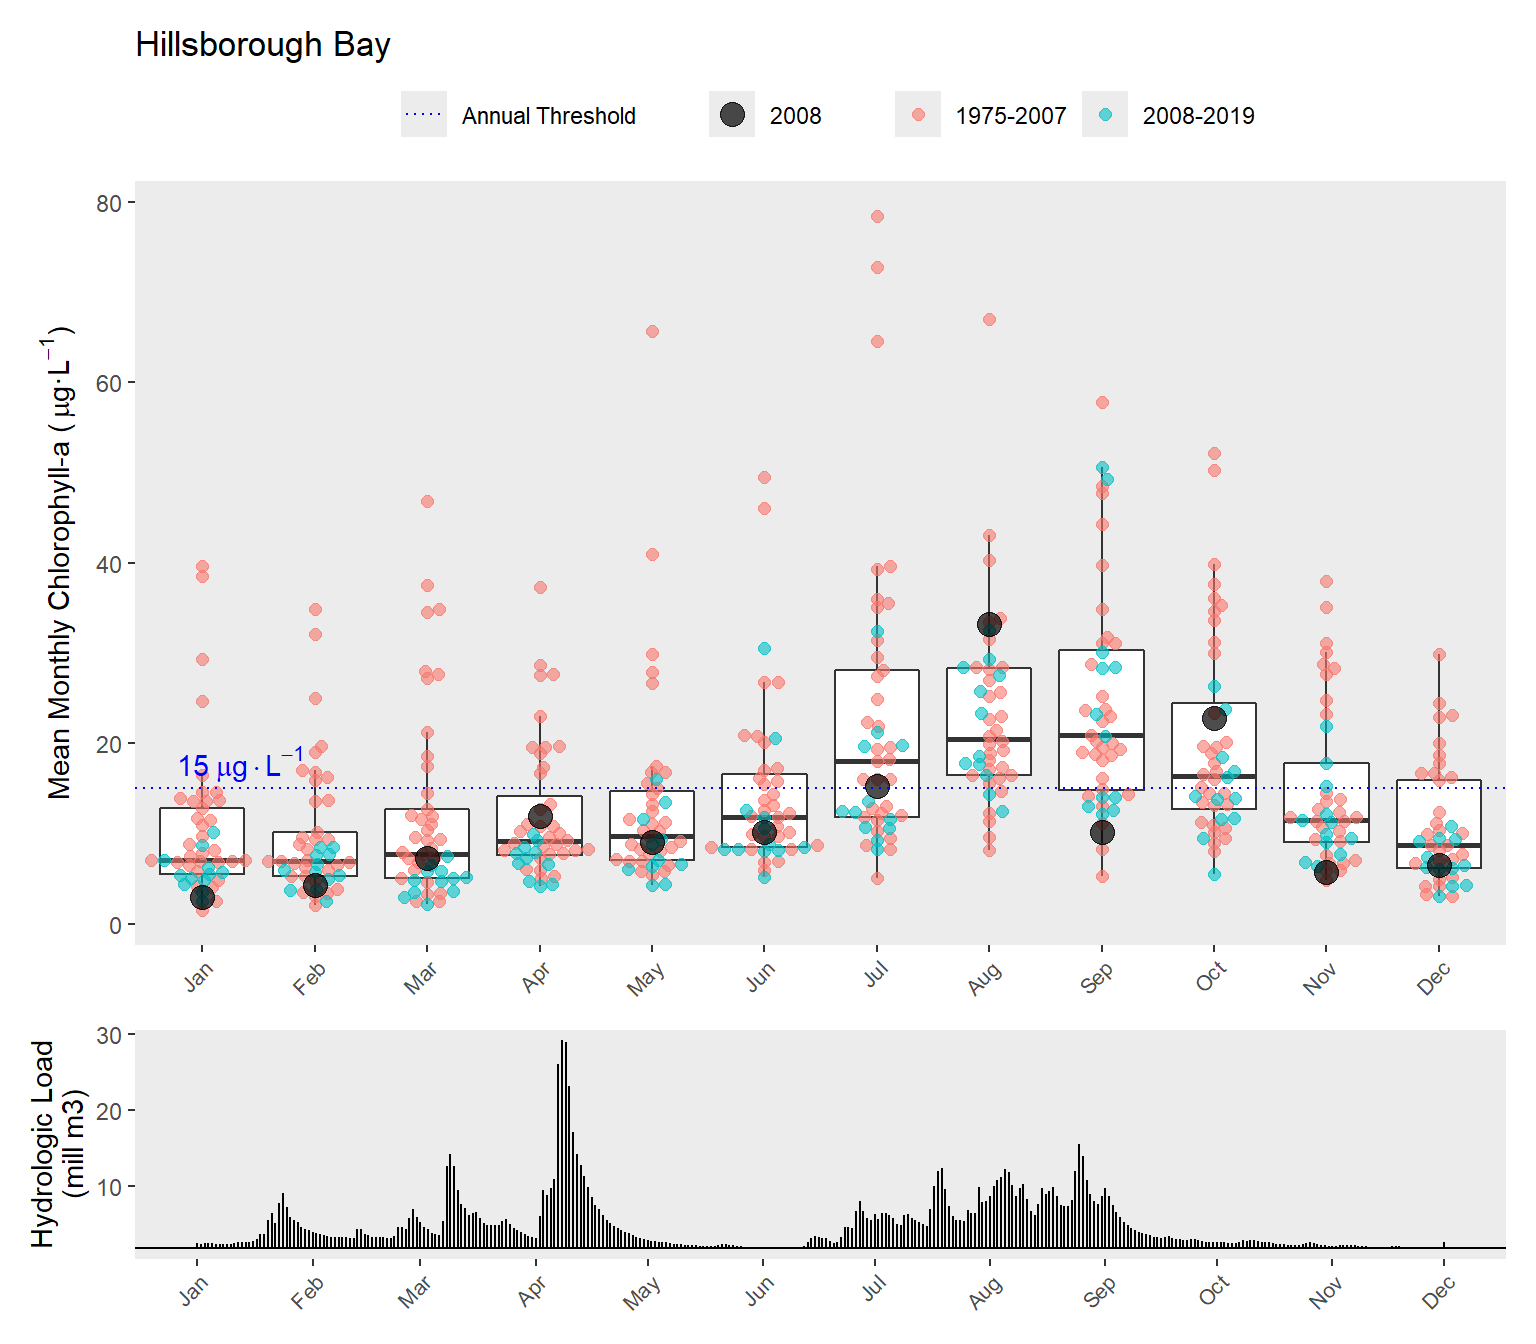 Hillsborough Bay
Annual Threshold 2008 1975-2007 2008-2019
Mean Monthly Chlorophyll-a ( µg·L⁻¹)
80
60
40
20
0
15 µg·L⁻¹
Jan Feb Mar Apr May Jun Jul Aug Sep Oct Nov Dec
Hydrologic Load
(mill m3)
30
20
10
Jan Feb Mar Apr May Jun Jul Aug Sep Oct Nov Dec